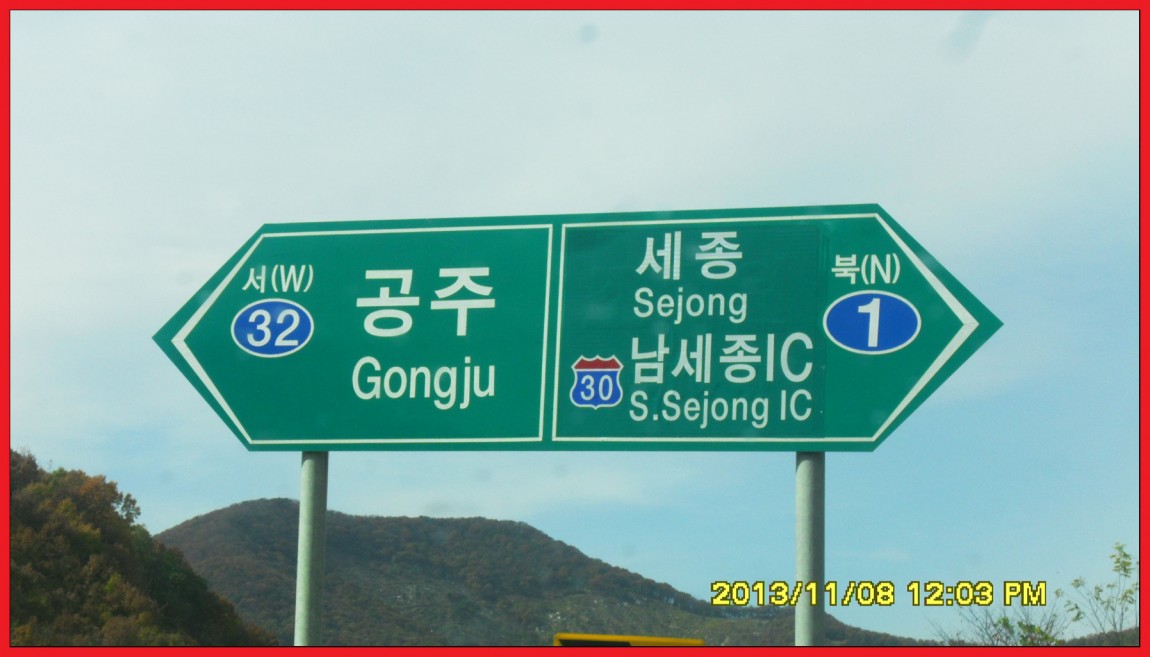 서(W)
32
공주
Gongju
세종
Sejong
30
남세종IC
S.Sejong IC
북(N)
1
2013/11/08 12:03 PM